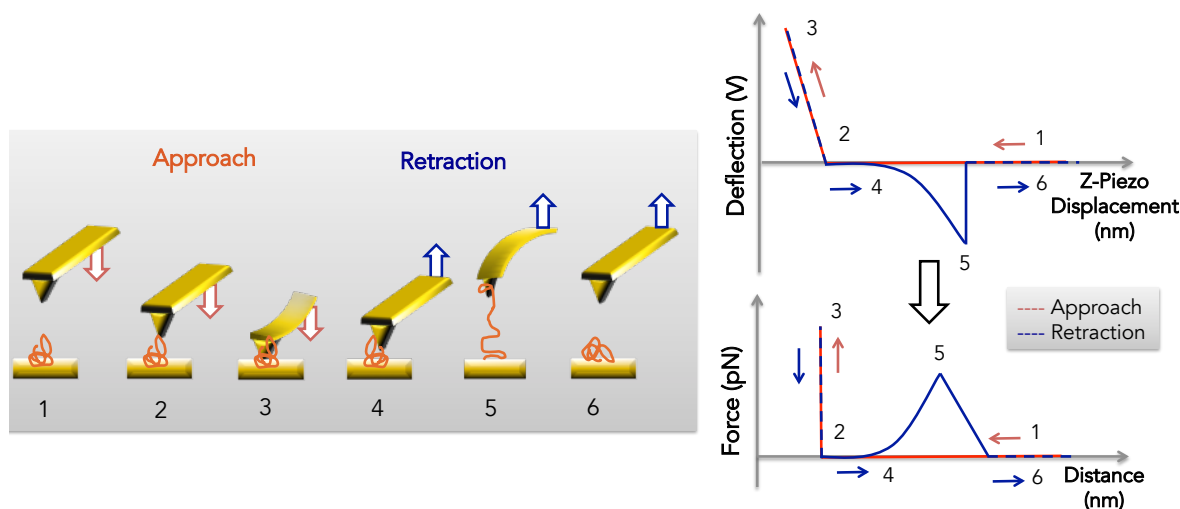 Approach
Retraction
1
2
3
4
5
6
Deflection (V)
3
2
1
4
6
5
Z-Piezo
Displacement
(nm)
Force (pN)
3
5
2
1
4
6
Distance
(nm)
Approach
Retraction